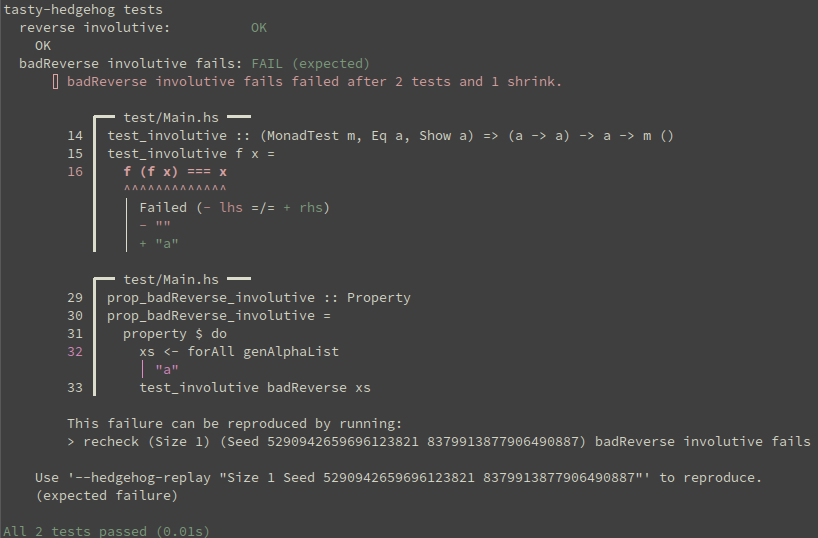 tasty-hedgehog tests
reverse involutive: OK
OK
badReverse involutive fails: FAIL (expected)
badReverse involutive fails failed after 2 tests and 1 shrink.
test/Main.hs
14 test_involutive :: (MonadTest m, Eq a, Show a) => (a -> a) -> a -> m ()
15 test_involutive f x =
16 f (f x) === x
^^^^^^^^^^^^^
Failed (- lhs =/= + rhs)
- ""
+ "a"
test/Main.hs
29 prop_badReverse_involutive :: Property
30 prop_badReverse_involutive =
31 property $ do
32 xs <- forAll genAlphaList
"a"
33 test_involutive badReverse xs
This failure can be reproduced by running:
> recheck (Size 1) (Seed 5290942659696123821 8379913877906490887) badReverse involutive fails
Use '--hedgehog-replay "Size 1 Seed 5290942659696123821 8379913877906490887"' to reproduce.
(expected failure)
All 2 tests passed (0.01s)